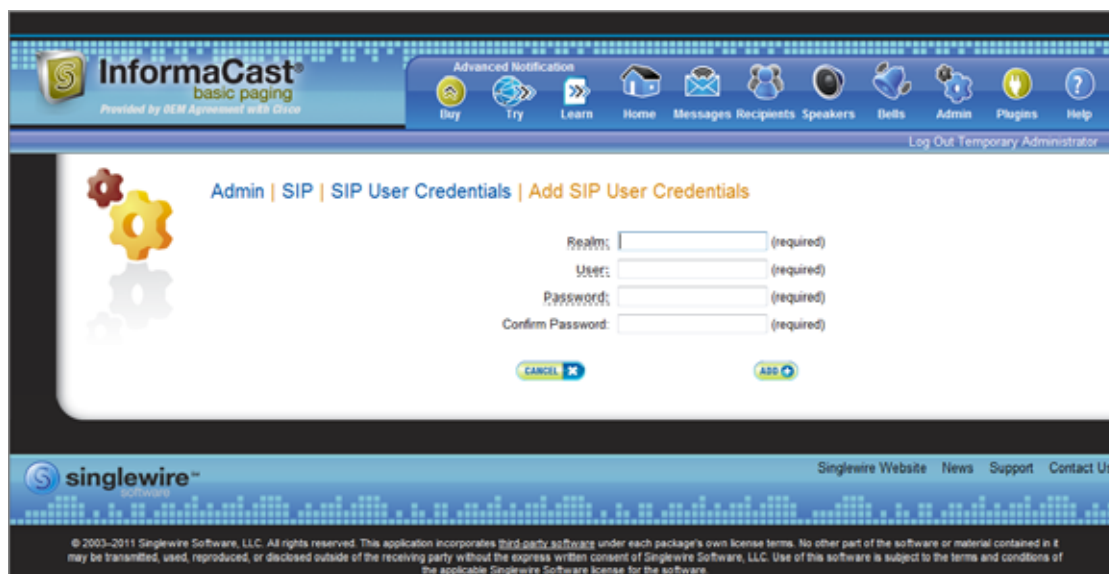 InformaCast®
basic paging
Provided by OEM Agreement with Cisco
Advanced Notification
Buy Try Learn Home Messages Recipients Speakers Bells Admin Plugins Help
Log Out Temporary Administrator
Admin | SIP | SIP User Credentials | Add SIP User Credentials
Realm: (required)
User: (required)
Password: (required)
Confirm Password: (required)
CANCEL ADD
singlewire℠
software
Singlewire Website News Support Contact Us
© 2003–2011 Singlewire Software, LLC. All rights reserved. This application incorporates third-party software under each package's own license terms. No other part of the software or material contained in it
may be transmitted, used, reproduced, or disclosed outside of the receiving party without the express written consent of Singlewire Software, LLC. Use of this software is subject to the terms and conditions of
the applicable Singlewire Software license for the software.